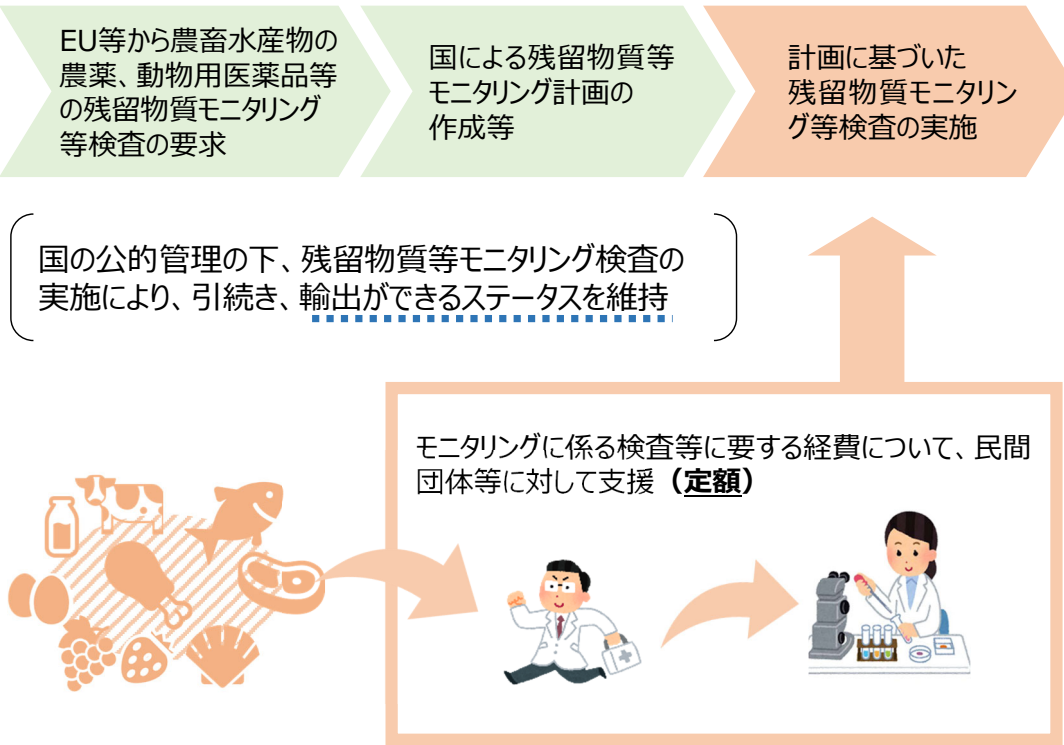 EU等から農畜水産物の
農薬、動物用医薬品等
の残留物質モニタリング
等検査の要求
国による残留物質等
モニタリング計画の
作成等
計画に基づいた
残留物質モニタリン
グ等検査の実施
国の公的管理の下、残留物質等モニタリング検査の
実施により、引続き、輸出ができるステータスを維持
モニタリングに係る検査等に要する経費について、民間
団体等に対して支援（定額）